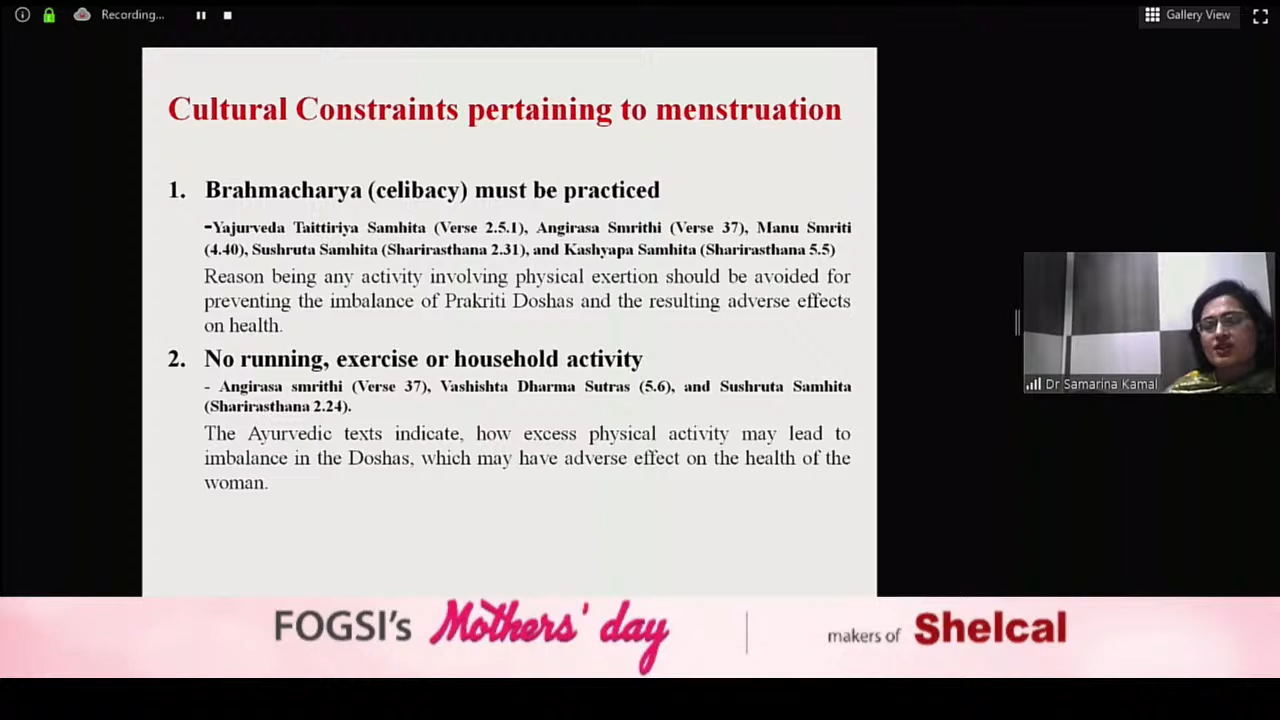 Recording...
Gallery View
Cultural Constraints pertaining to menstruation
1. Brahmacharya (celibacy) must be practiced
-Yajurveda Taittiriya Samhita (Verse 2.5.1), Angirasa Smrithi (Verse 37), Manu Smriti
(4.40), Sushruta Samhita (Sharirasthana 2.31), and Kashyapa Samhita (Sharirasthana 5.5)
Reason being any activity involving physical exertion should be avoided for
preventing the imbalance of Prakriti Doshas and the resulting adverse effects
on health.
2. No running, exercise or household activity
- Angirasa smrithi (Verse 37), Vashishta Dharma Sutras (5.6), and Sushruta Samhita
(Sharirasthana 2.24).
The Ayurvedic texts indicate, how excess physical activity may lead to
imbalance in the Doshas, which may have adverse effect on the health of the
woman.
Dr Samarina Kamal
FOGSI's Mothers' day
makers of Shelcal